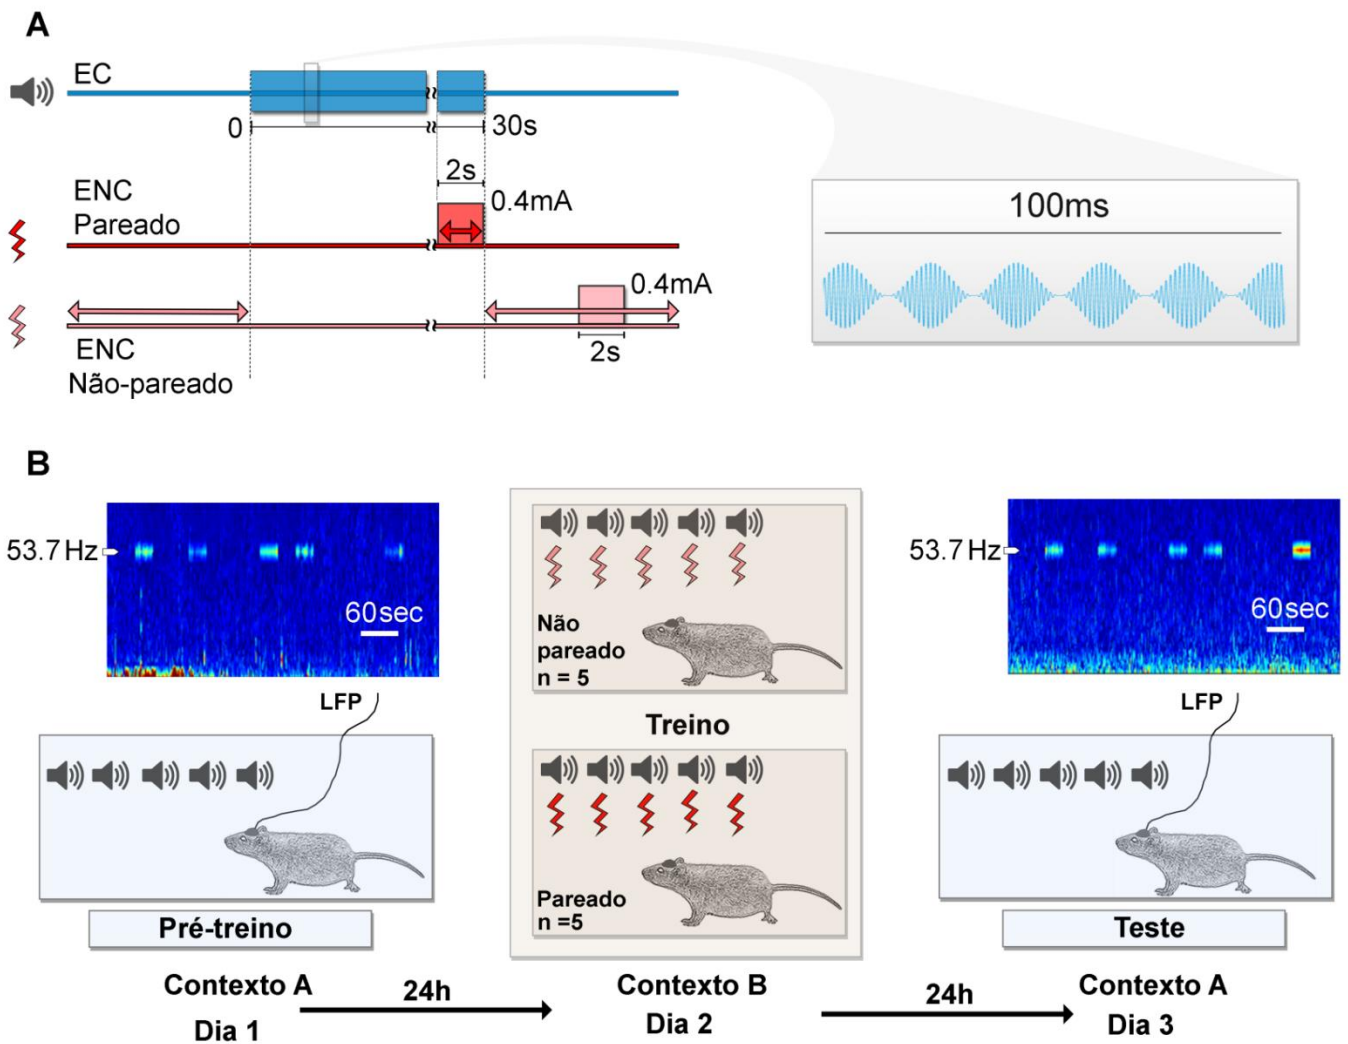 A
EC
0
30s
ENC
Pareado
2s
0.4mA
0.4mA
2s
ENC
Não-pareado
100ms
B
53.7 Hz
60sec
LFP
Pré-treino
Contexto A
Dia 1
24h
Não
pareado
n = 5
Treino
Pareado
n =5
Contexto B
Dia 2
24h
53.7 Hz
60sec
LFP
Teste
Contexto A
Dia 3